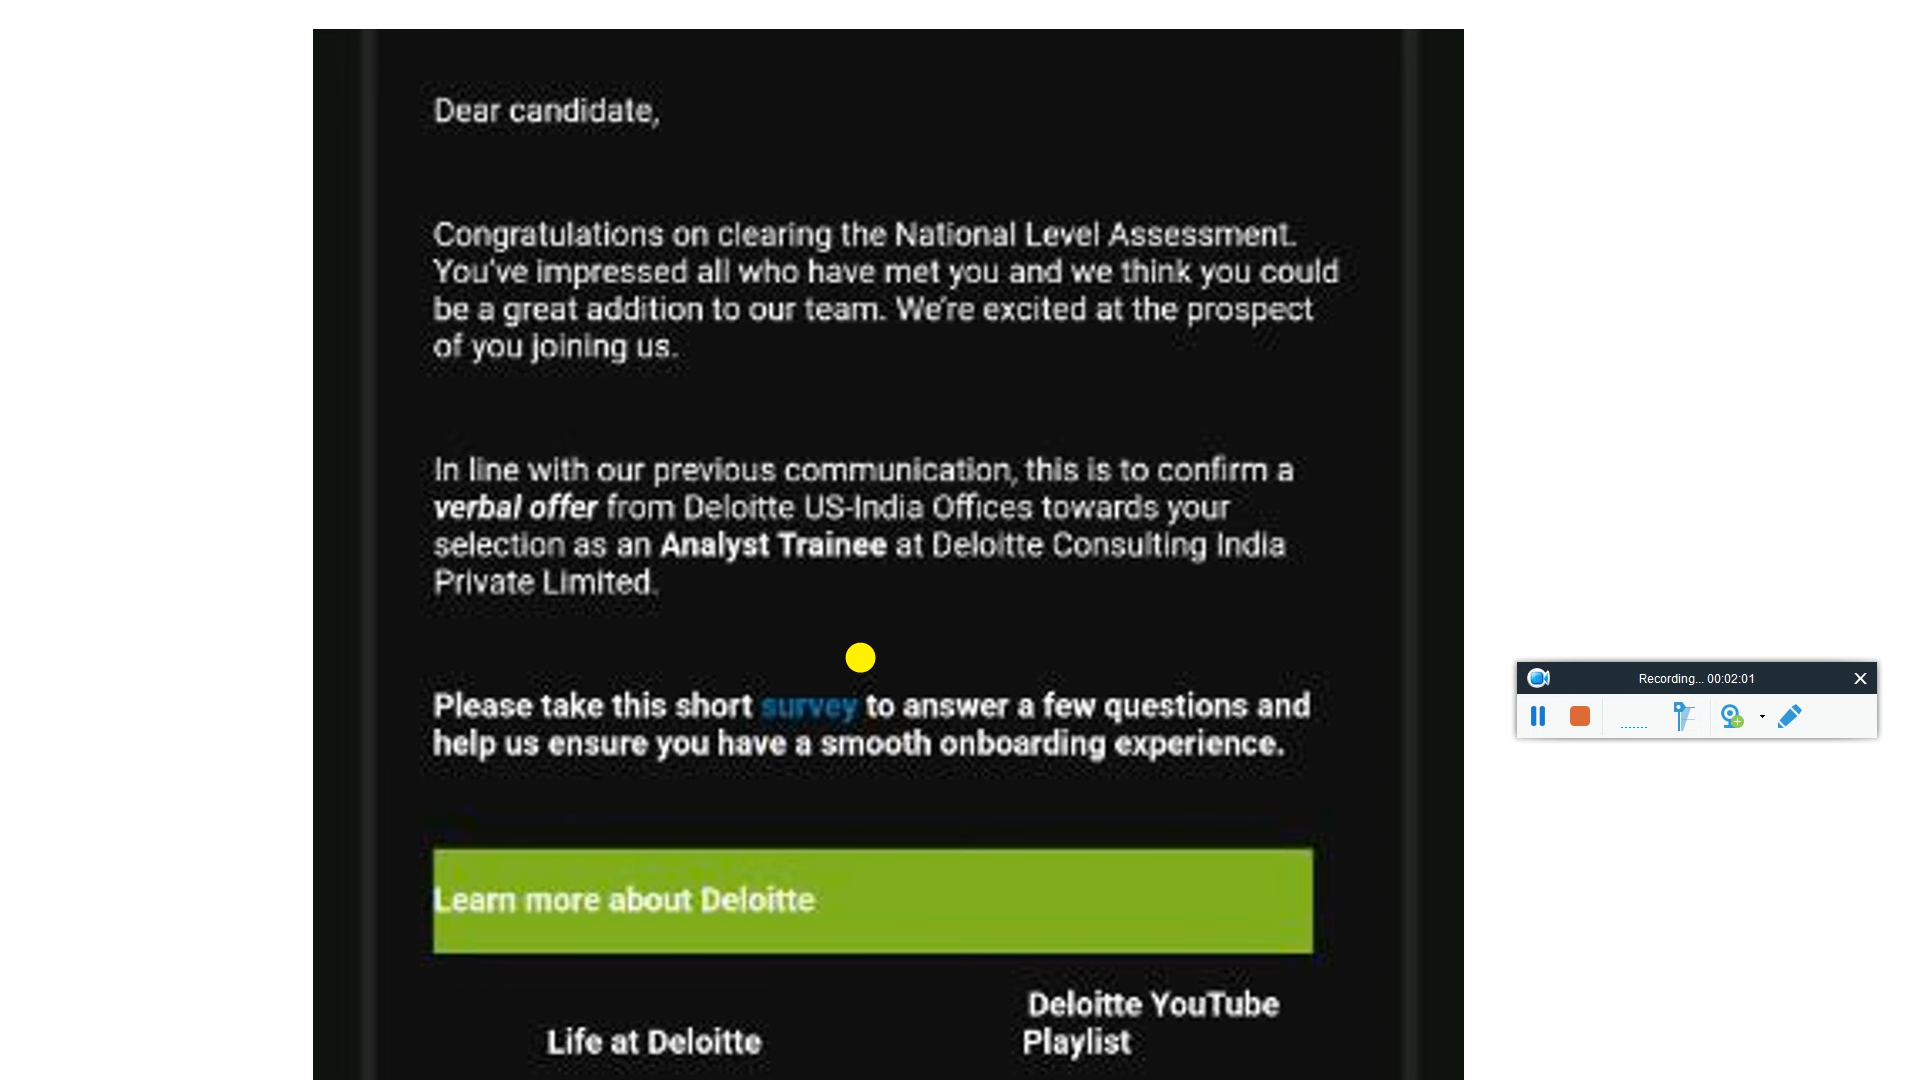 Dear candidate,
Congratulations on clearing the National Level Assessment.
You've impressed all who have met you and we think you could
be a great addition to our team. We're excited at the prospect
of you joining us.
In line with our previous communication, this is to confirm a
verbal offer from Deloitte US-India Offices towards your
selection as an Analyst Trainee at Deloitte Consulting India
Private Limited.
Please take this short survey to answer a few questions and
help us ensure you have a smooth onboarding experience.
Learn more about Deloitte
Life at Deloitte
Deloitte YouTube
Playlist
Recording... 00:02:01